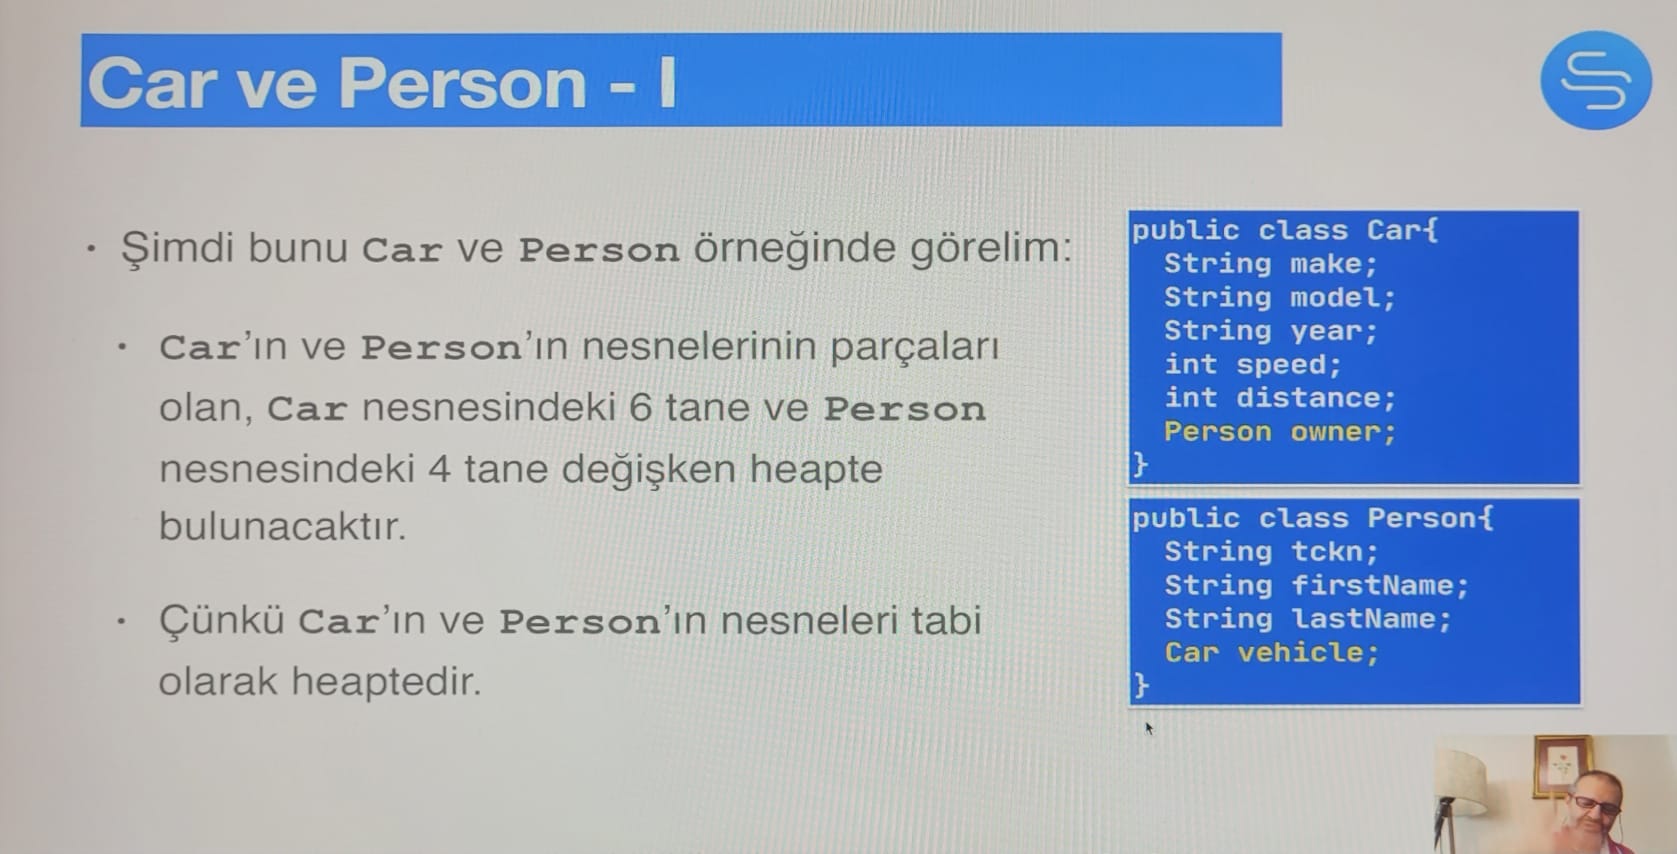 Car ve Person - I
• Şimdi bunu Car ve Person örneğinde görelim:
• Car’ın ve Person’ın nesnelerinin parçaları
olan, Car nesnesindeki 6 tane ve Person
nesnesindeki 4 tane değişken heapte
bulunacaktır.
• Çünkü Car’ın ve Person’ın nesneleri tabi
olarak heaptedir.
public class Car{
String make;
String model;
String year;
int speed;
int distance;
Person owner;
}
public class Person{
String tckn;
String firstName;
String lastName;
Car vehicle;
}